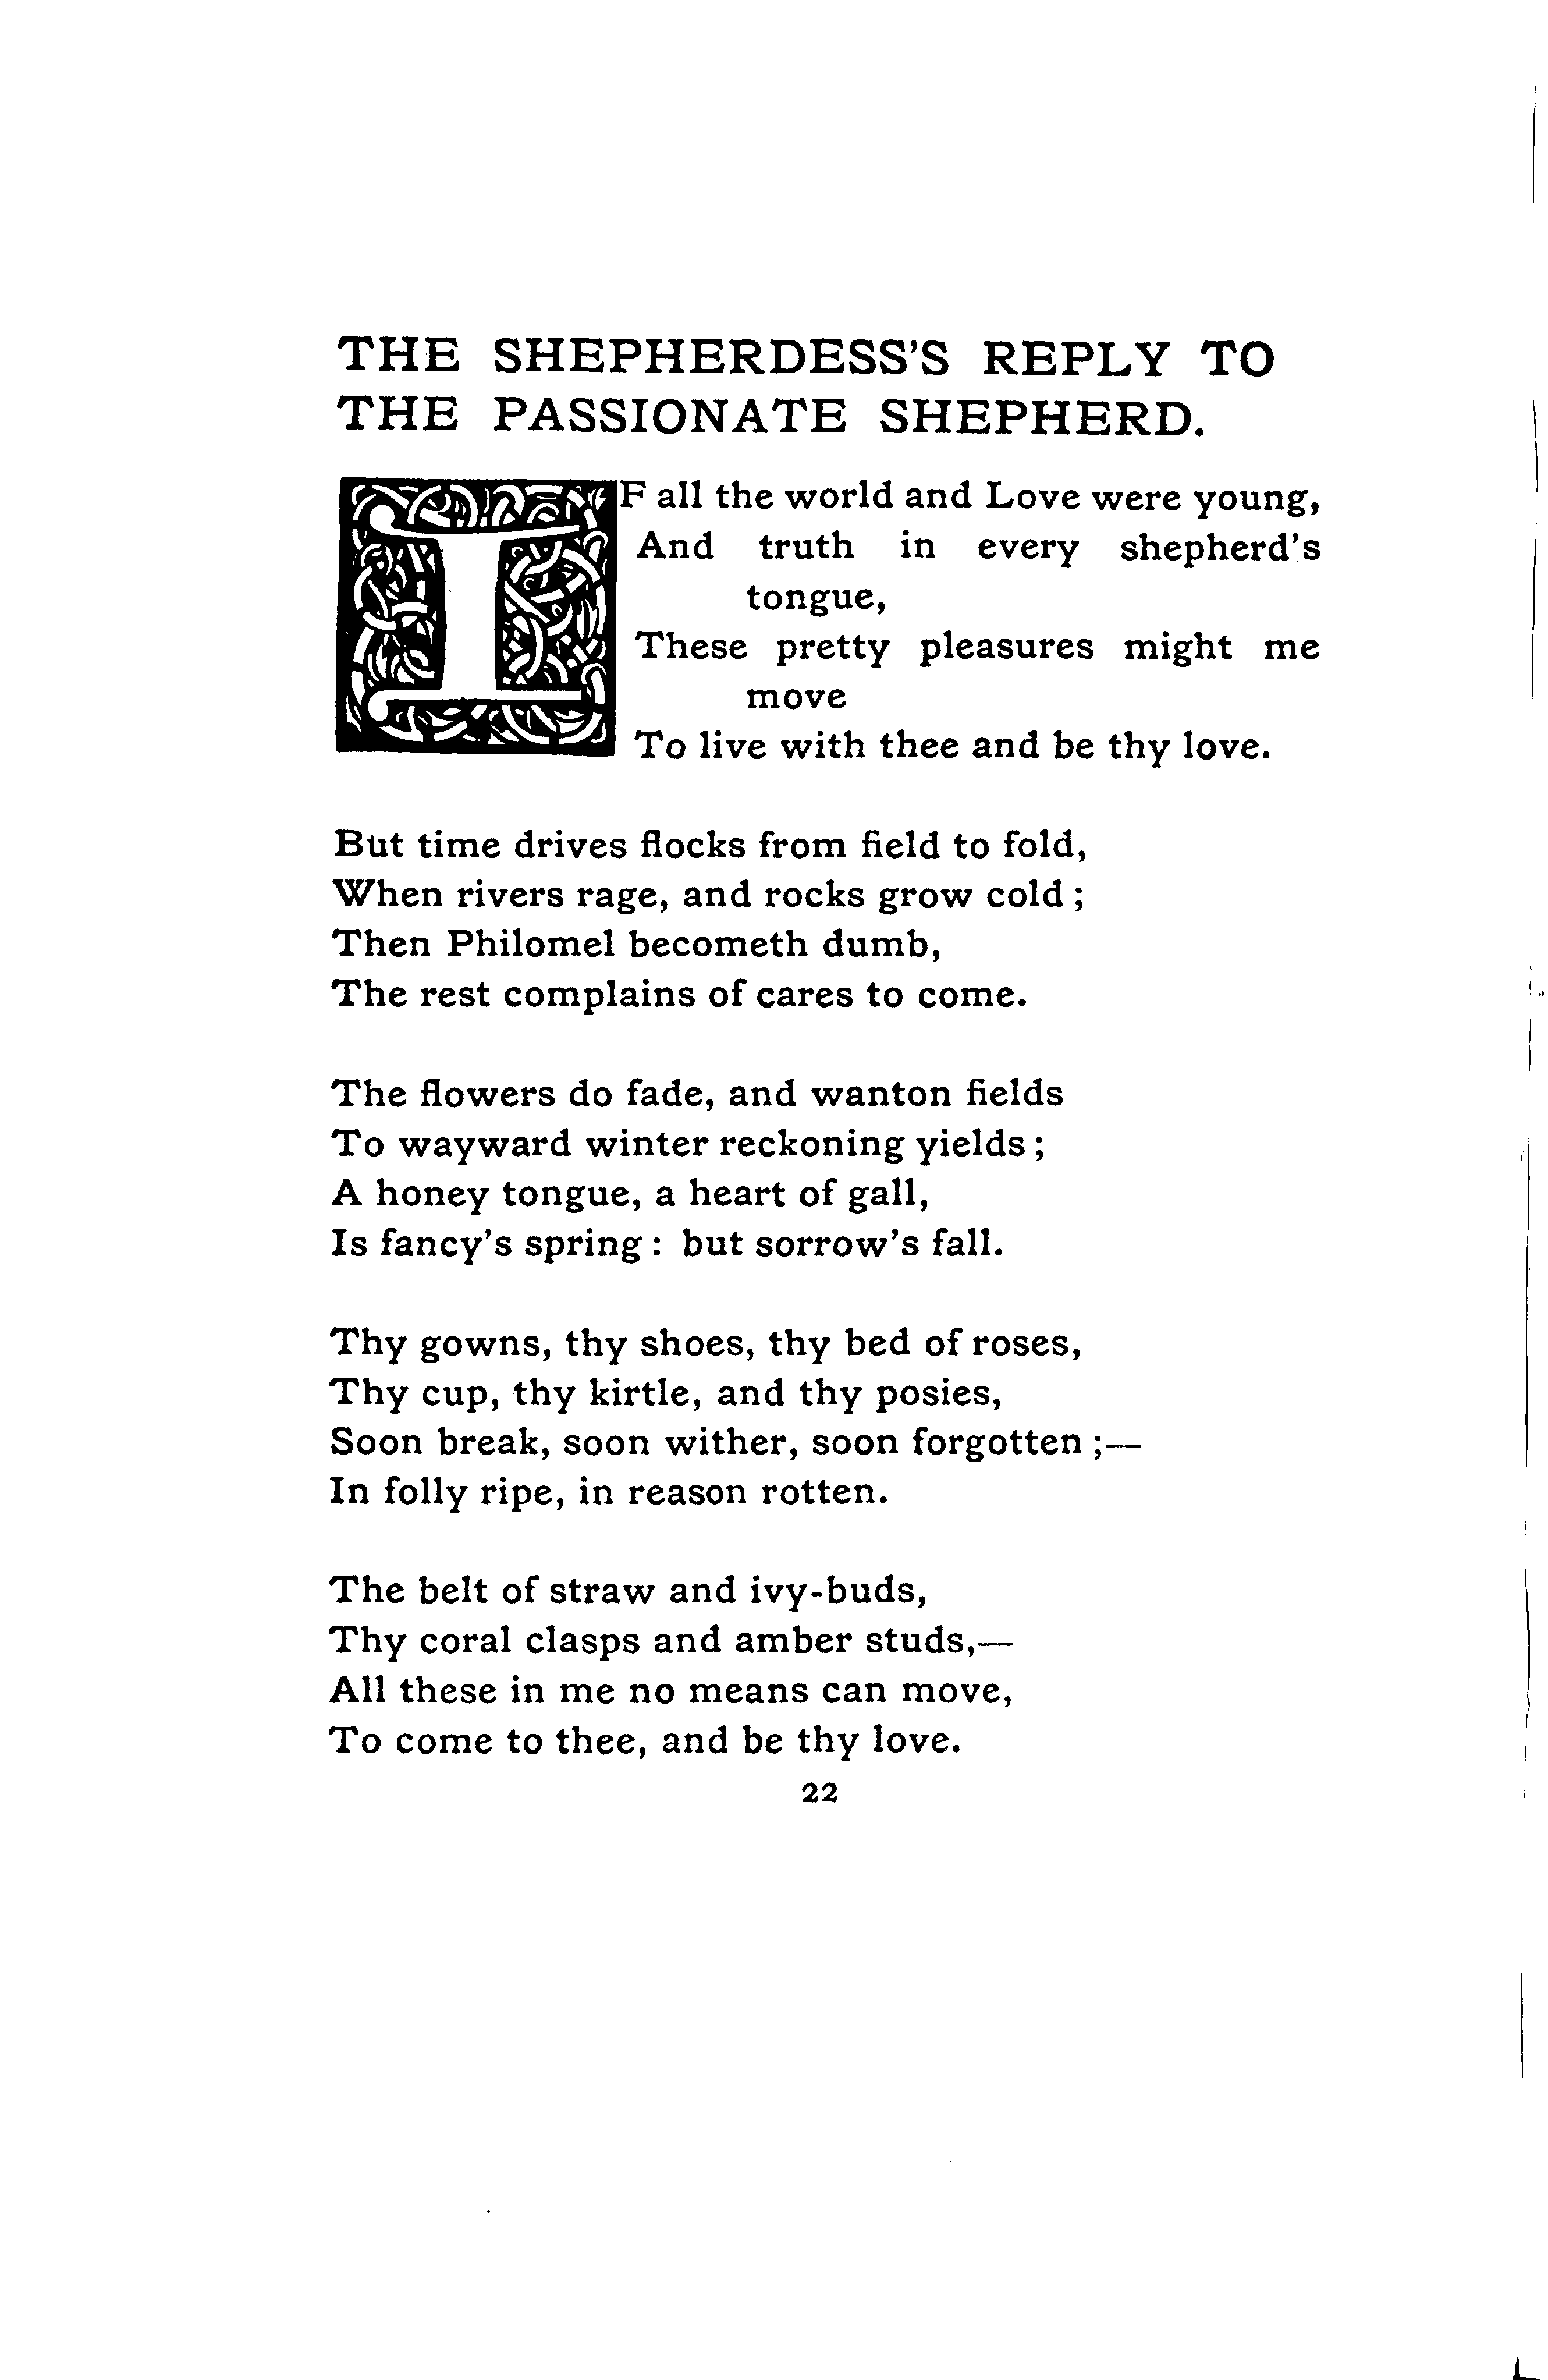 THE SHEPHERDESS'S REPLY TO
THE PASSIONATE SHEPHERD.
IF all the world and Love were young,
And truth in every shepherd's
tongue,
These pretty pleasures might me
move
To live with thee and be thy love.
But time drives flocks from field to fold,
When rivers rage, and rocks grow cold ;
Then Philomel becometh dumb,
The rest complains of cares to come.
The flowers do fade, and wanton fields
To wayward winter reckoning yields ;
A honey tongue, a heart of gall,
Is fancy's spring : but sorrow's fall.
Thy gowns, thy shoes, thy bed of roses,
Thy cup, thy kirtle, and thy posies,
Soon break, soon wither, soon forgotten ;—
In folly ripe, in reason rotten.
The belt of straw and ivy-buds,
Thy coral clasps and amber studs,—
All these in me no means can move,
To come to thee, and be thy love.
22